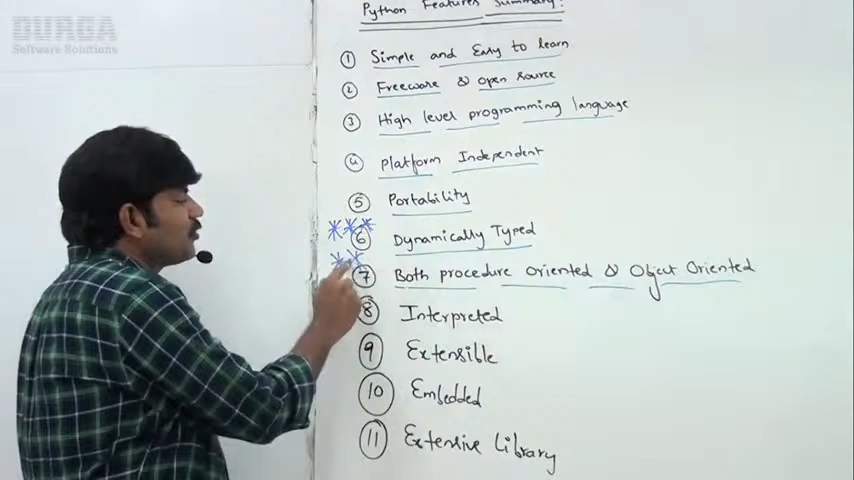 DURGA
Software Solutions
Python Features Summary:
1 Simple and Easy to learn
2 Freeware & open source
3 High level programming language
4 Platform Independent
5 Portability
6 Dynamically Typed
7 Both procedure oriented & Object Oriented
8 Interpreted
9 Extensible
10 Embedded
11 Extensive Library